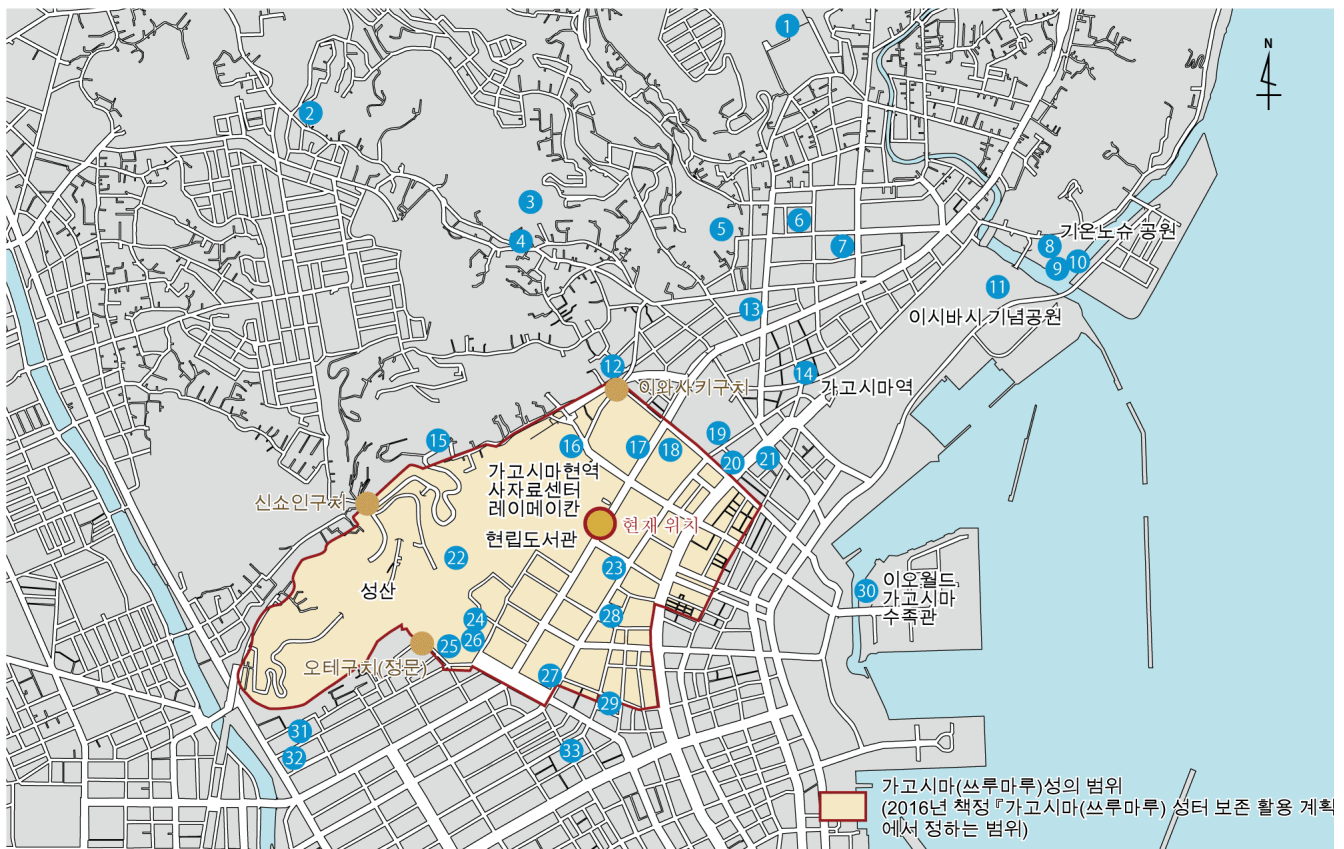 1
N
2
3
4
5
6
7
8
기온노슈 공원
9
10
11
이시바시 기념공원
13
12
이와사키구치
14
가고시마역
15
16
17
18
19
20
21
가고시마현역
사자료센터
레이메이칸
신쇼인구치
현재 위치
현립도서관
22
23
성산
24
25
26
28
30
이오월드
가고시마
수족관
오테구치(정문)
27
29
31
32
33
가고시마(쓰루마루)성의 범위
(2016년 책정 『가고시마(쓰루마루) 성터 보존 활용 계획
에서 정하는 범위)